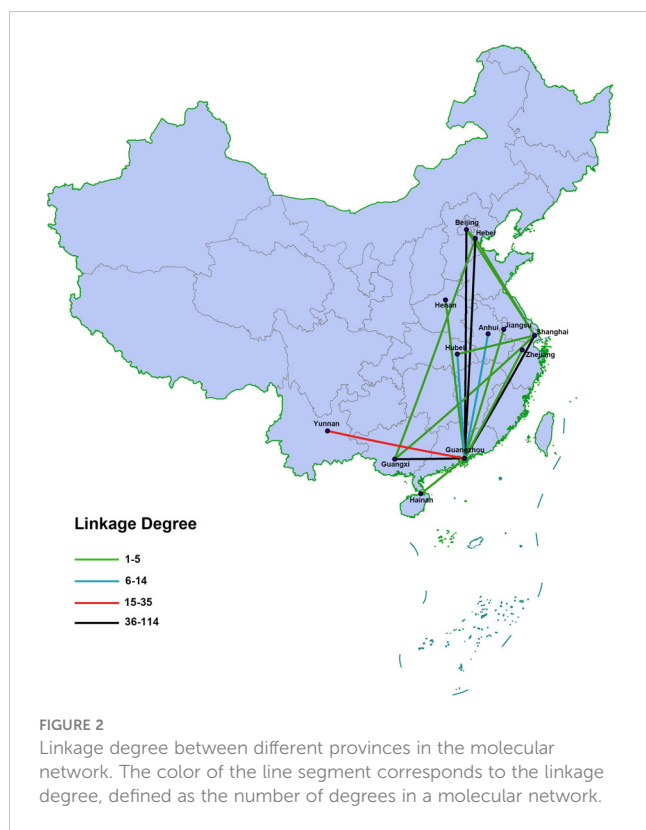 Beijing
Hebei
Henan
Anhui
Jiangsu
Shanghai
Hubei
Zhejiang
Yunnan
Guangxi
Guangzhou
Hainan
Linkage Degree
1-5
6-14
15-35
36-114
FIGURE 2
Linkage degree between different provinces in the molecular
network. The color of the line segment corresponds to the linkage
degree, defined as the number of degrees in a molecular network.